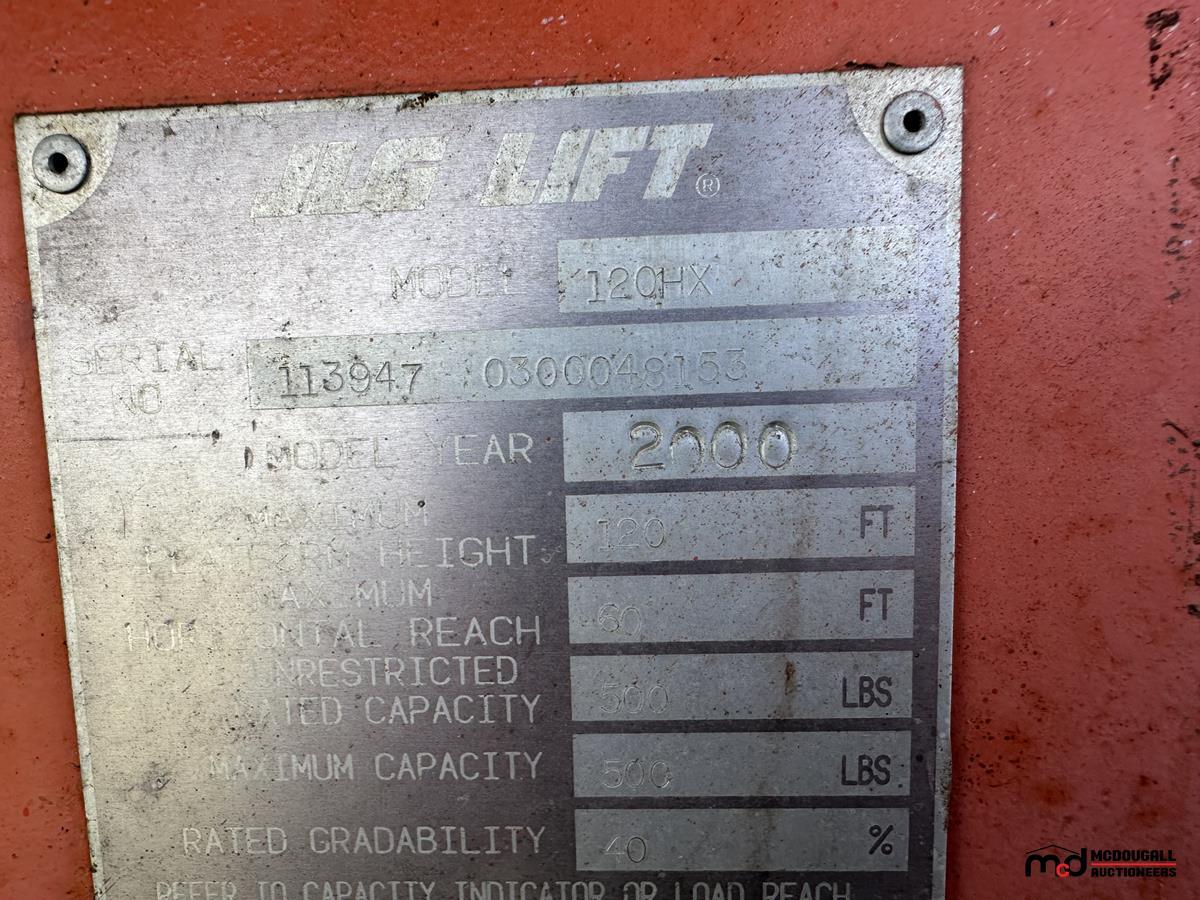 JLG LIFT ®
MODEL 120HX
SERIAL NO 113947 0300048153
MODEL YEAR 2000
MAXIMUM
PLATFORM HEIGHT 120 FT
MAXIMUM
HORIZONTAL REACH 60 FT
UNRESTRICTED
RATED CAPACITY 500 LBS
MAXIMUM CAPACITY 500 LBS
RATED GRADABILITY 40 %
REFER TO CAPACITY INDICATOR OR LOAD REACH
mcd MCDOUGALL
AUCTIONEERS